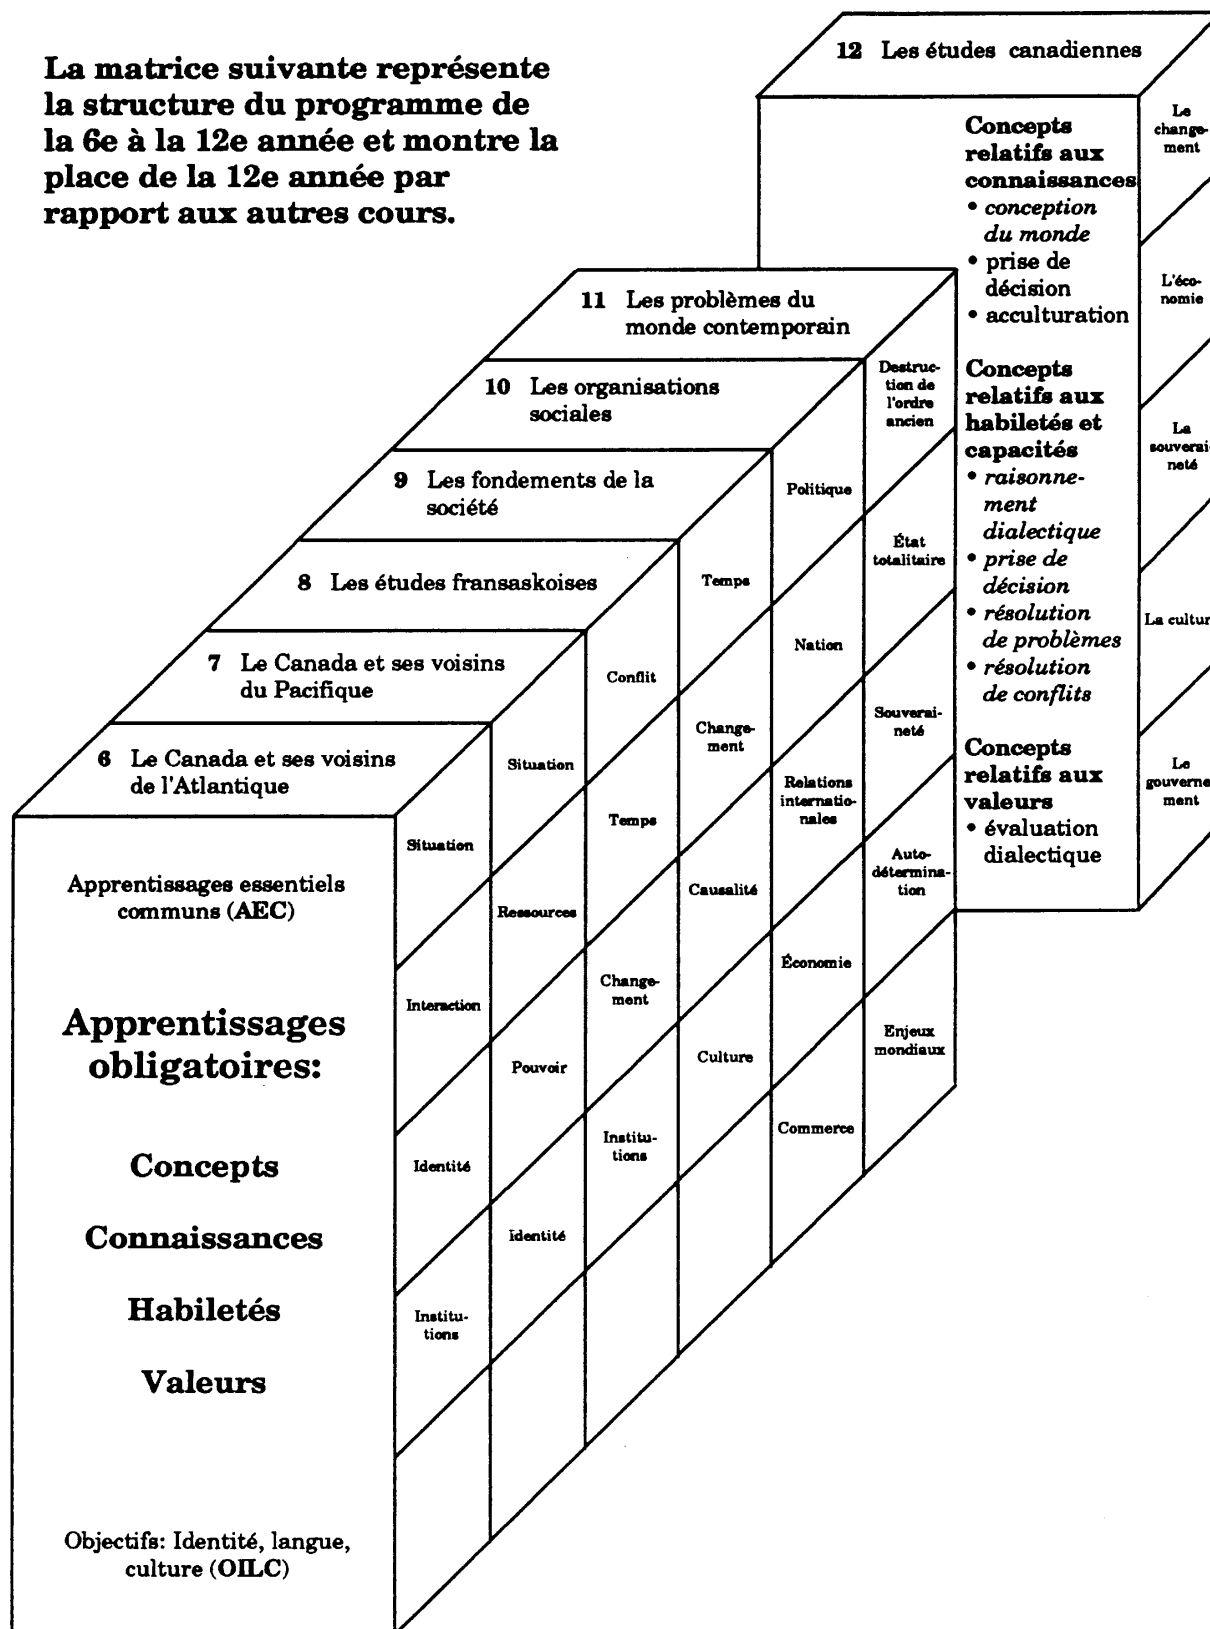 La matrice suivante représente
la structure du programme de
la 6e à la 12e année et montre la
place de la 12e année par
rapport aux autres cours.
12 Les études canadiennes
Concepts
relatifs aux
connaissances
• conception
du monde
• prise de
décision
• acculturation
Concepts
relatifs aux
habiletés et
capacités
• raisonne-
ment
dialectique
• prise de
décision
• résolution
de problèmes
• résolution
de conflits
Concepts
relatifs aux
valeurs
• évaluation
dialectique
Le
change-
ment
L'éco-
nomie
La
souverai-
neté
La cultur
Le
gouverne
ment
11 Les problèmes du
monde contemporain
Destruc-
tion de
l'ordre
ancien
État
totalitaire
Souverai-
neté
Auto-
détermina-
tion
Enjeux
mondiaux
10 Les organisations
sociales
Politique
Nation
Relations
internatio-
nales
Économie
Commerce
9 Les fondements de la
société
Temps
Change-
ment
Causalité
Culture
8 Les études fransaskoises
Conflit
Temps
Change-
ment
Institu-
tions
7 Le Canada et ses voisins
du Pacifique
Situation
Ressources
Pouvoir
Identité
6 Le Canada et ses voisins
de l'Atlantique
Situation
Interaction
Identité
Institu-
tions
Apprentissages essentiels
communs (AEC)
Apprentissages
obligatoires:
Concepts
Connaissances
Habiletés
Valeurs
Objectifs: Identité, langue,
culture (OILC)